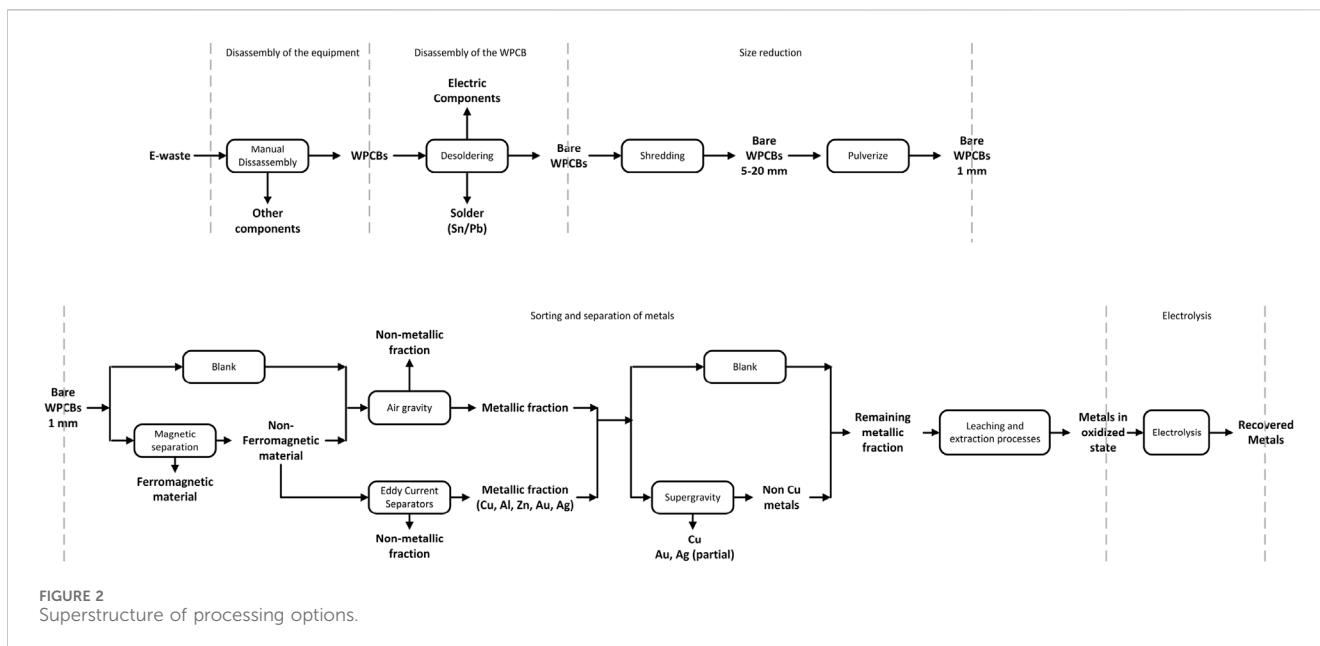 Disassembly of the equipment
Disassembly of the WPCB
Size reduction
Electric
Components
E-waste
Manual
Dissassembly
WPCBs
Desoldering
Bare
WPCBs
Shredding
Bare
WPCBs
5-20 mm
Pulverize
Bare
WPCBs
1 mm
Other
components
Solder
(Sn/Pb)
Sorting and separation of metals
Electrolysis
Non-metallic
fraction
Blank
Blank
Bare
WPCBs
1 mm
Air gravity
Metallic fraction
Magnetic
separation
Non-
Ferromagnetic
material
Remaining
metallic
fraction
Leaching and
extraction processes
Metals in
oxidized
state
Electrolysis
Recovered
Metals
Ferromagnetic
material
Eddy Current
Separators
Metallic fraction
(Cu, Al, Zn, Au, Ag)
Supergravity
Non Cu
metals
Non-metallic
fraction
Cu
Au, Ag (partial)
FIGURE 2
Superstructure of processing options.